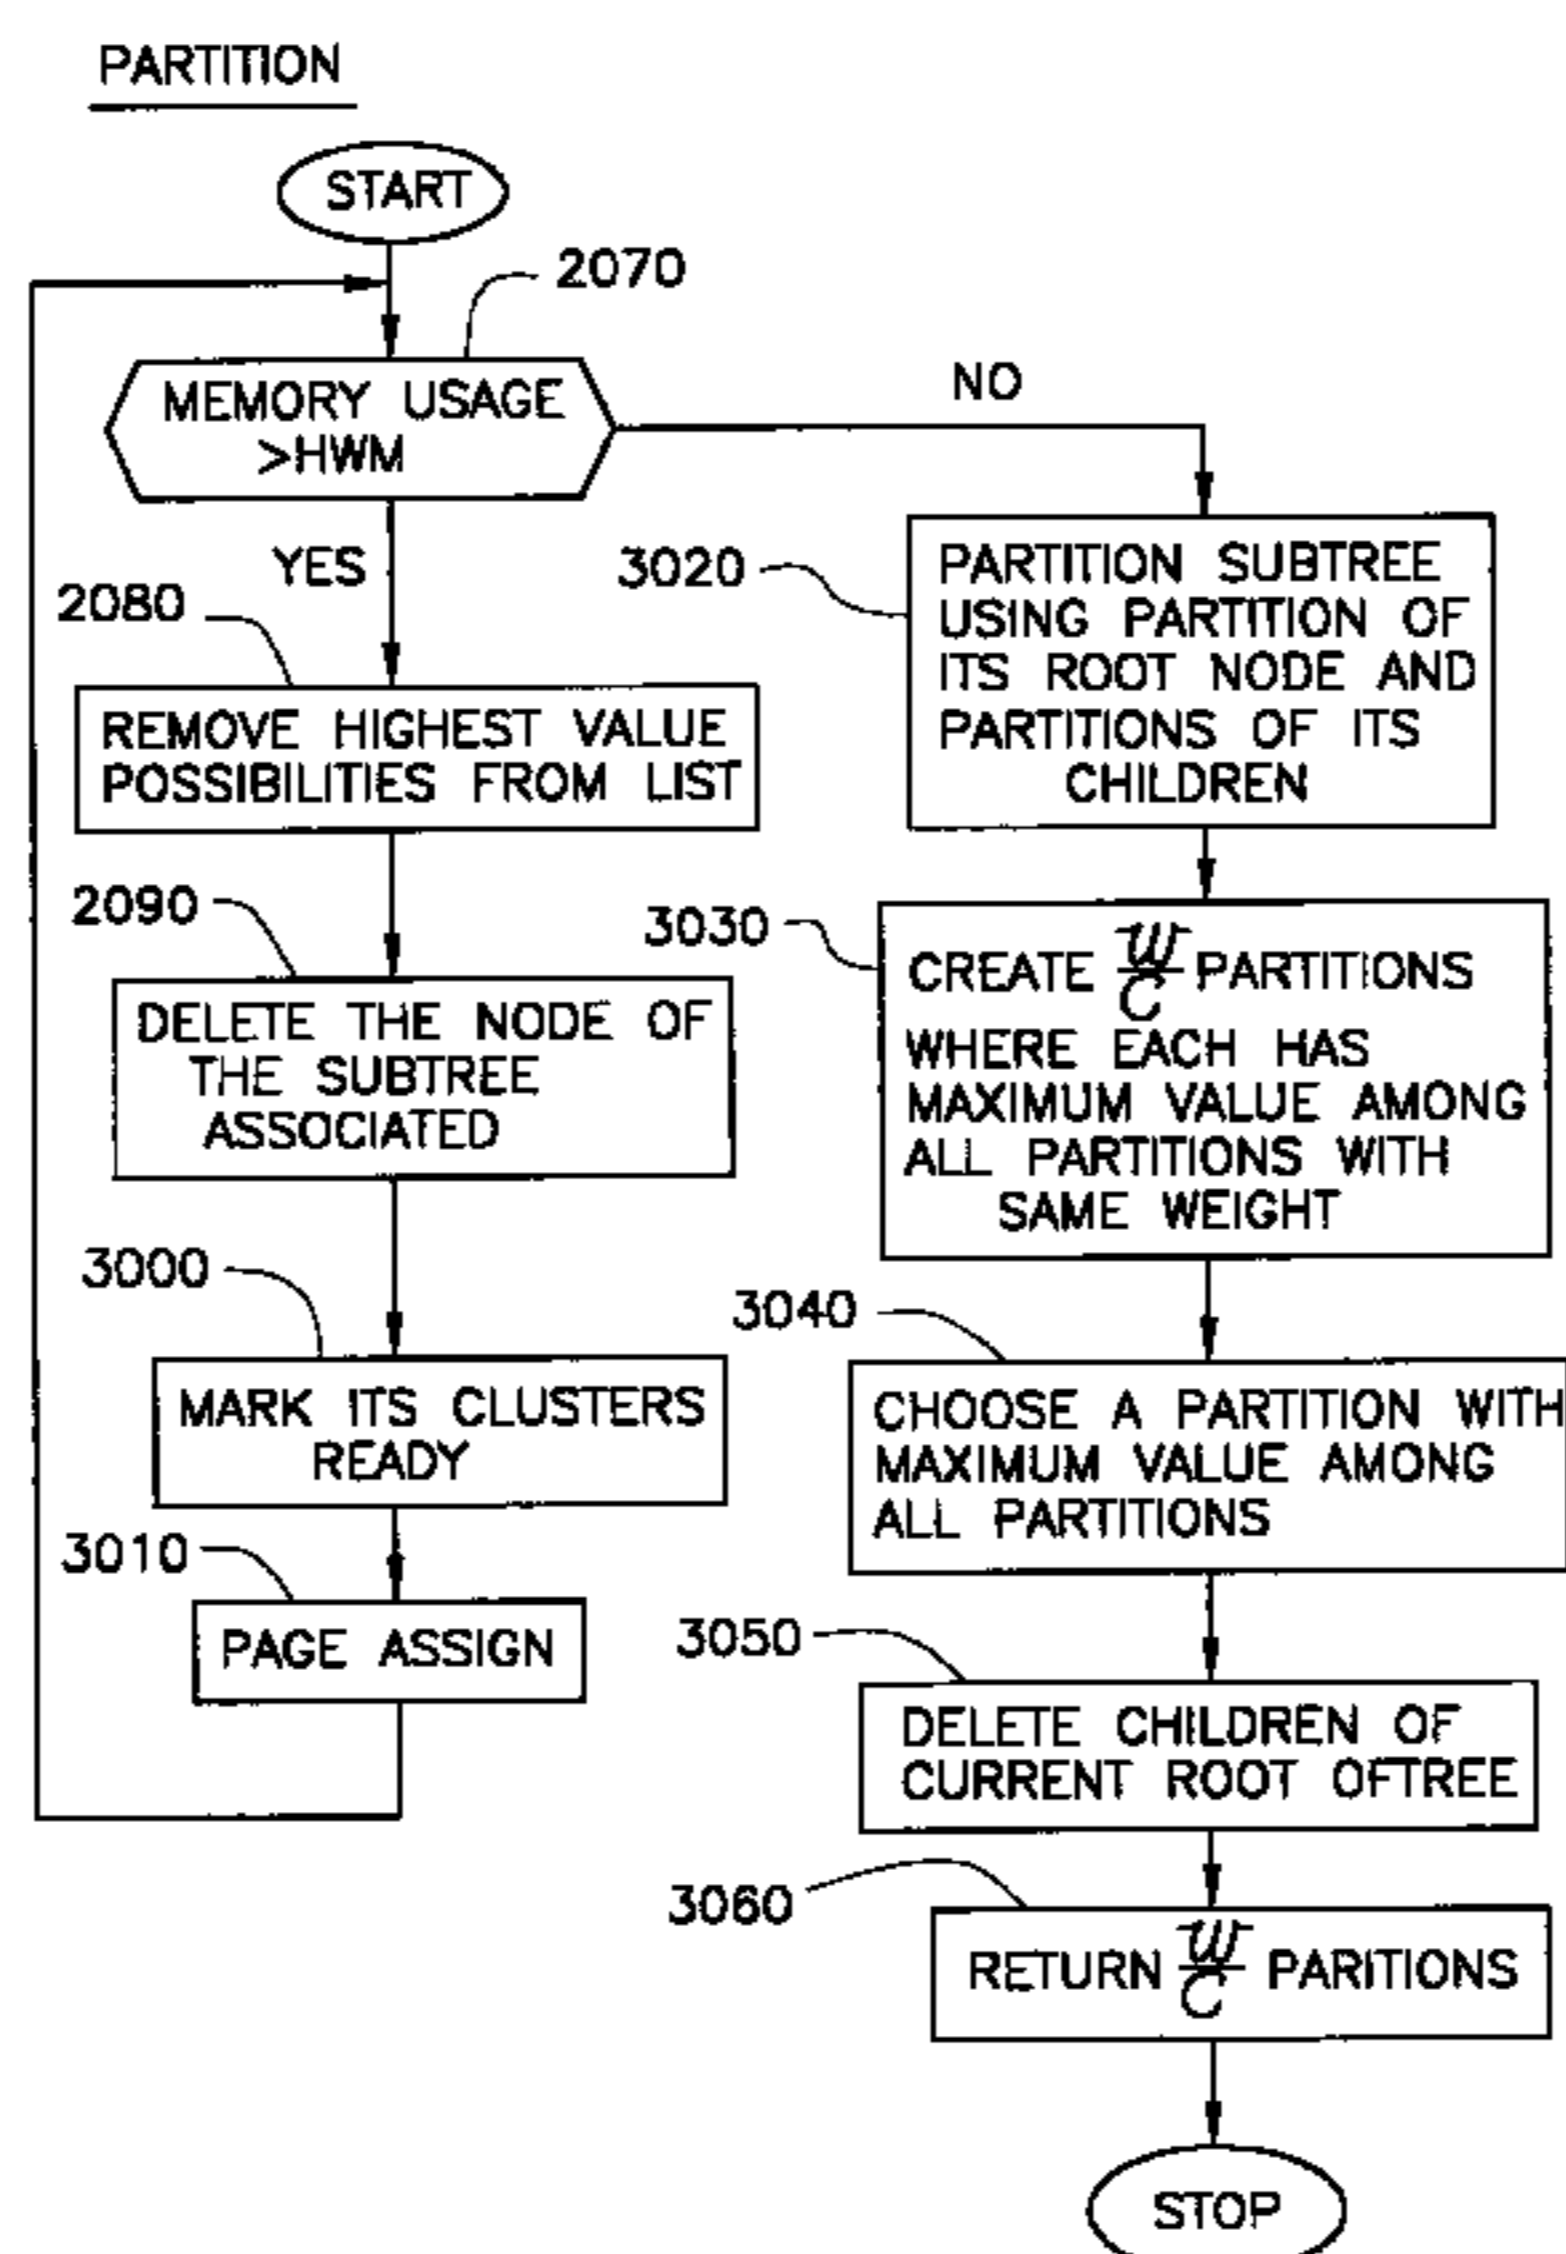 PARTITION
START
2070
MEMORY USAGE
>HWM
NO
YES
2080
REMOVE HIGHEST VALUE
POSSIBILITIES FROM LIST
2090
DELETE THE NODE OF
THE SUBTREE
ASSOCIATED
3000
MARK ITS CLUSTERS
READY
3010
PAGE ASSIGN
3020
PARTITION SUBTREE
USING PARTITION OF
ITS ROOT NODE AND
PARTITIONS OF ITS
CHILDREN
3030
CREATE W/C PARTITIONS
WHERE EACH HAS
MAXIMUM VALUE AMONG
ALL PARTITIONS WITH
SAME WEIGHT
3040
CHOOSE A PARTITION WITH
MAXIMUM VALUE AMONG
ALL PARTITIONS
3050
DELETE CHILDREN OF
CURRENT ROOT OFTREE
3060
RETURN W/C PARITIONS
STOP